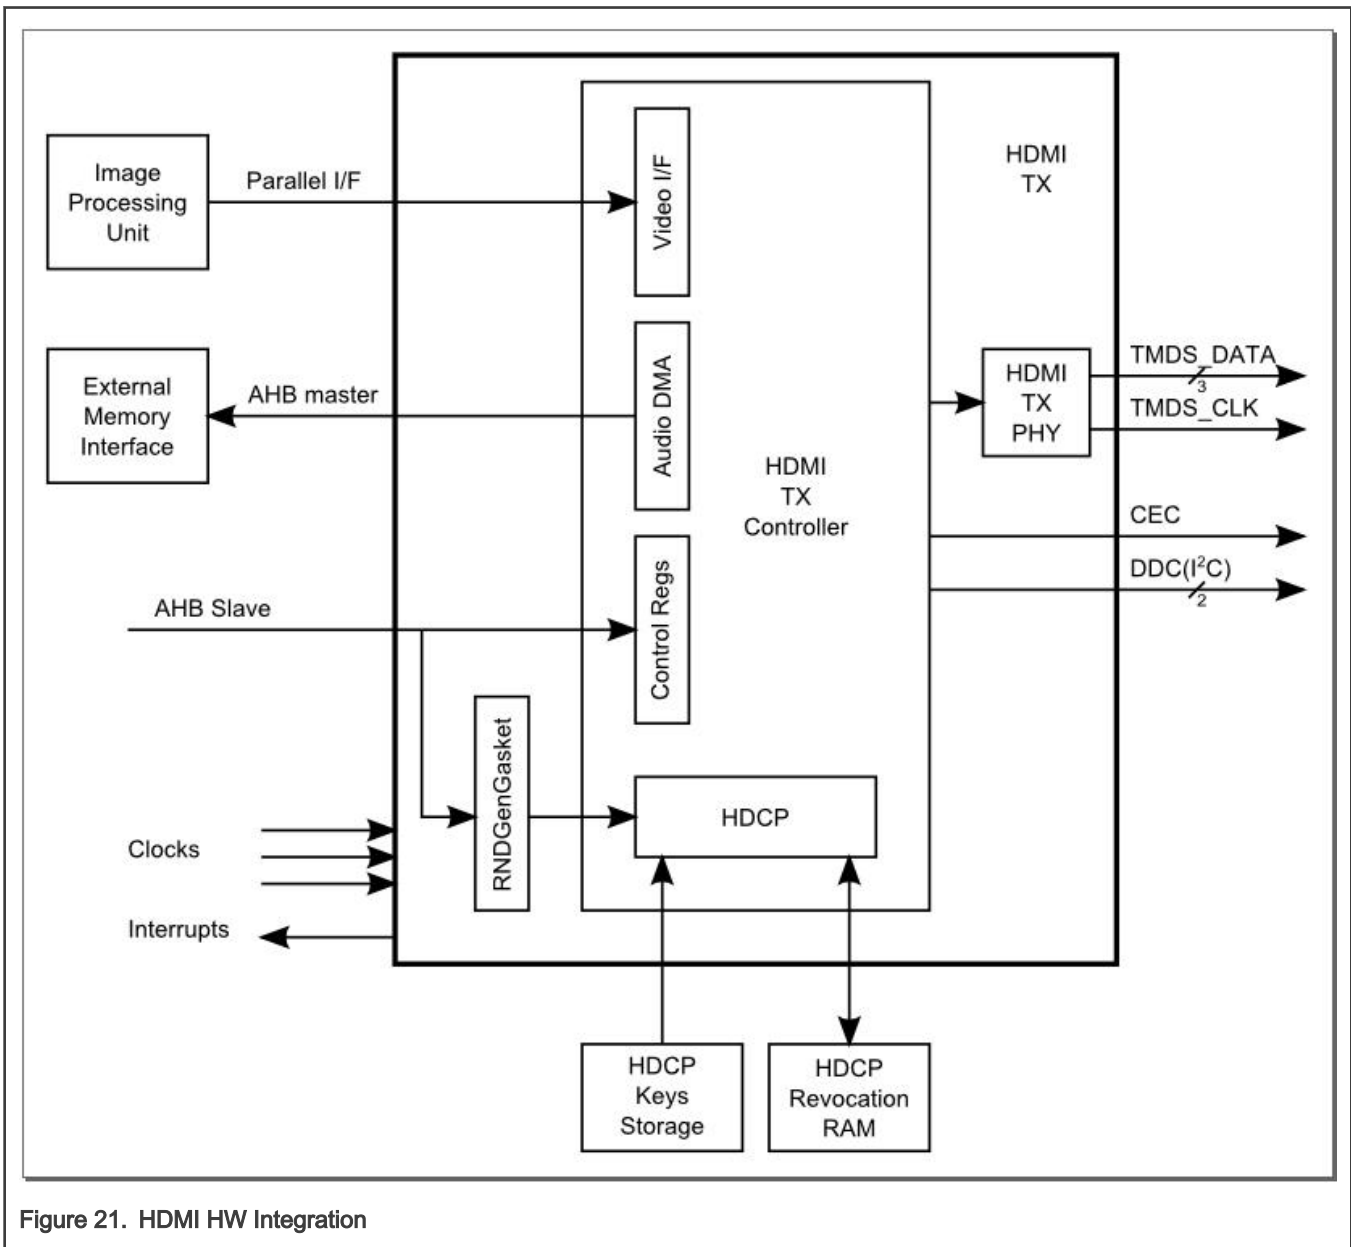 HDMI
TX
Image
Processing
Unit
Parallel I/F
Video I/F
External
Memory
Interface
AHB master
Audio DMA
HDMI
TX
Controller
HDMI
TX
PHY
TMDS_DATA
3
TMDS_CLK
CEC
DDC(I²C)
2
AHB Slave
Control Regs
RNDGenGasket
HDCP
Clocks
Interrupts
HDCP
Keys
Storage
HDCP
Revocation
RAM
Figure 21. HDMI HW Integration